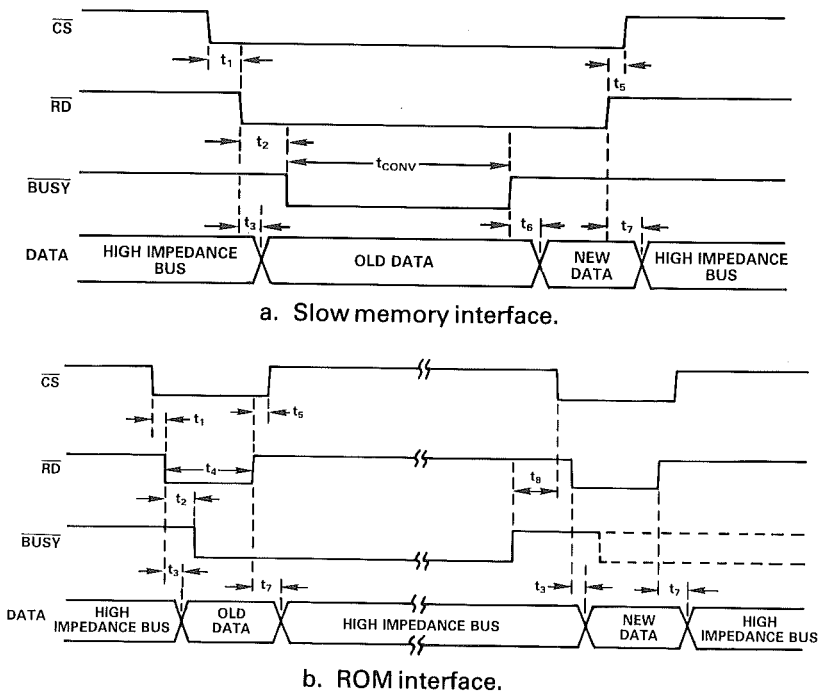 CS
t1
t5
RD
t2
tCONV
BUSY
t3
t6
t7
DATA
HIGH IMPEDANCE
BUS
OLD DATA
NEW
DATA
HIGH IMPEDANCE
BUS
a. Slow memory interface.
CS
t1
t5
RD
t4
t8
t2
BUSY
t3
t7
t3
t7
DATA
HIGH
IMPEDANCE BUS
OLD
DATA
HIGH IMPEDANCE BUS
NEW
DATA
HIGH
IMPEDANCE BUS
b. ROM interface.